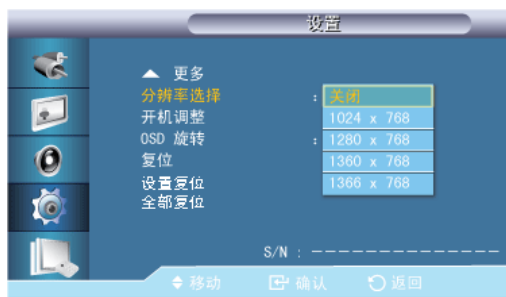 设置
▲ 更多
分辨率选择 : 关闭
开机调整 1024 x 768
OSD 旋转 : 1280 x 768
复位 1360 x 768
设置复位 1366 x 768
全部复位
S/N : ––––––––––––––
移动 确认 返回